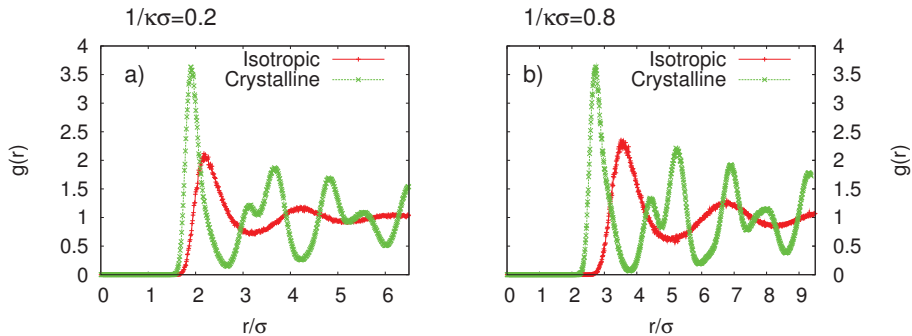 1/κσ=0.2
1/κσ=0.8
a)
Isotropic
Crystalline
g(r)
4
3.5
3
2.5
2
1.5
1
0.5
0
0 1 2 3 4 5 6
r/σ
b)
Isotropic
Crystalline
4
3.5
3
2.5
2
1.5
1
0.5
0
g(r)
0 1 2 3 4 5 6 7 8 9
r/σ